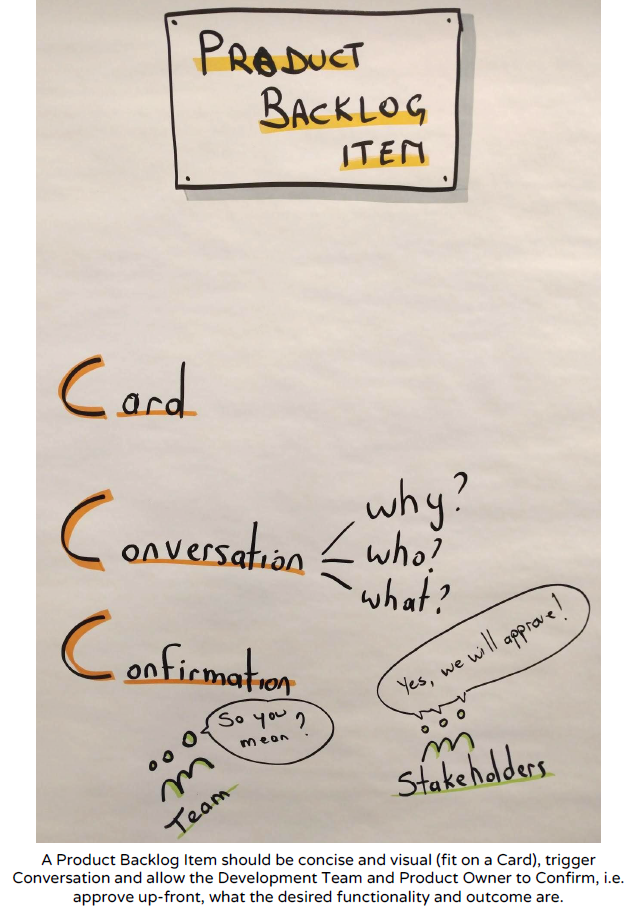 PRODUCT
BACKLOG
ITEM
Card
Conversation
why?
who?
what?
Confirmation
Yes, we will approve!
So you
mean?
Team
Stakeholders
A Product Backlog Item should be concise and visual (fit on a Card), trigger
Conversation and allow the Development Team and Product Owner to Confirm, i.e.
approve up-front, what the desired functionality and outcome are.